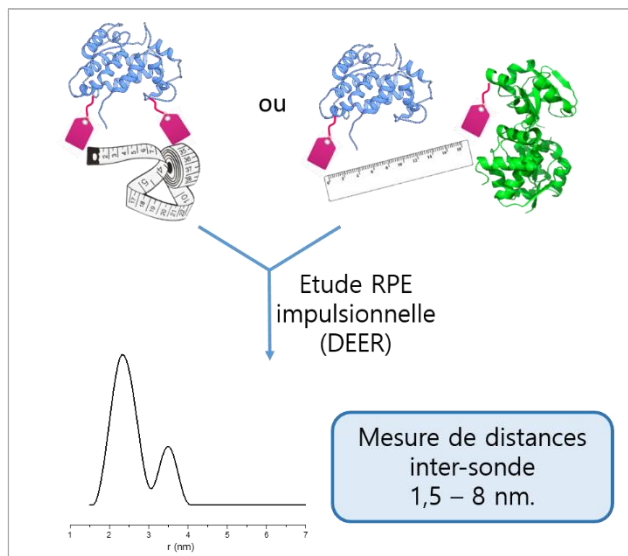 ou
Etude RPE
impulsionnelle
(DEER)
Mesure de distances
inter-sonde
1,5 – 8 nm.
1 2 3 4 5 6 7
r (nm)